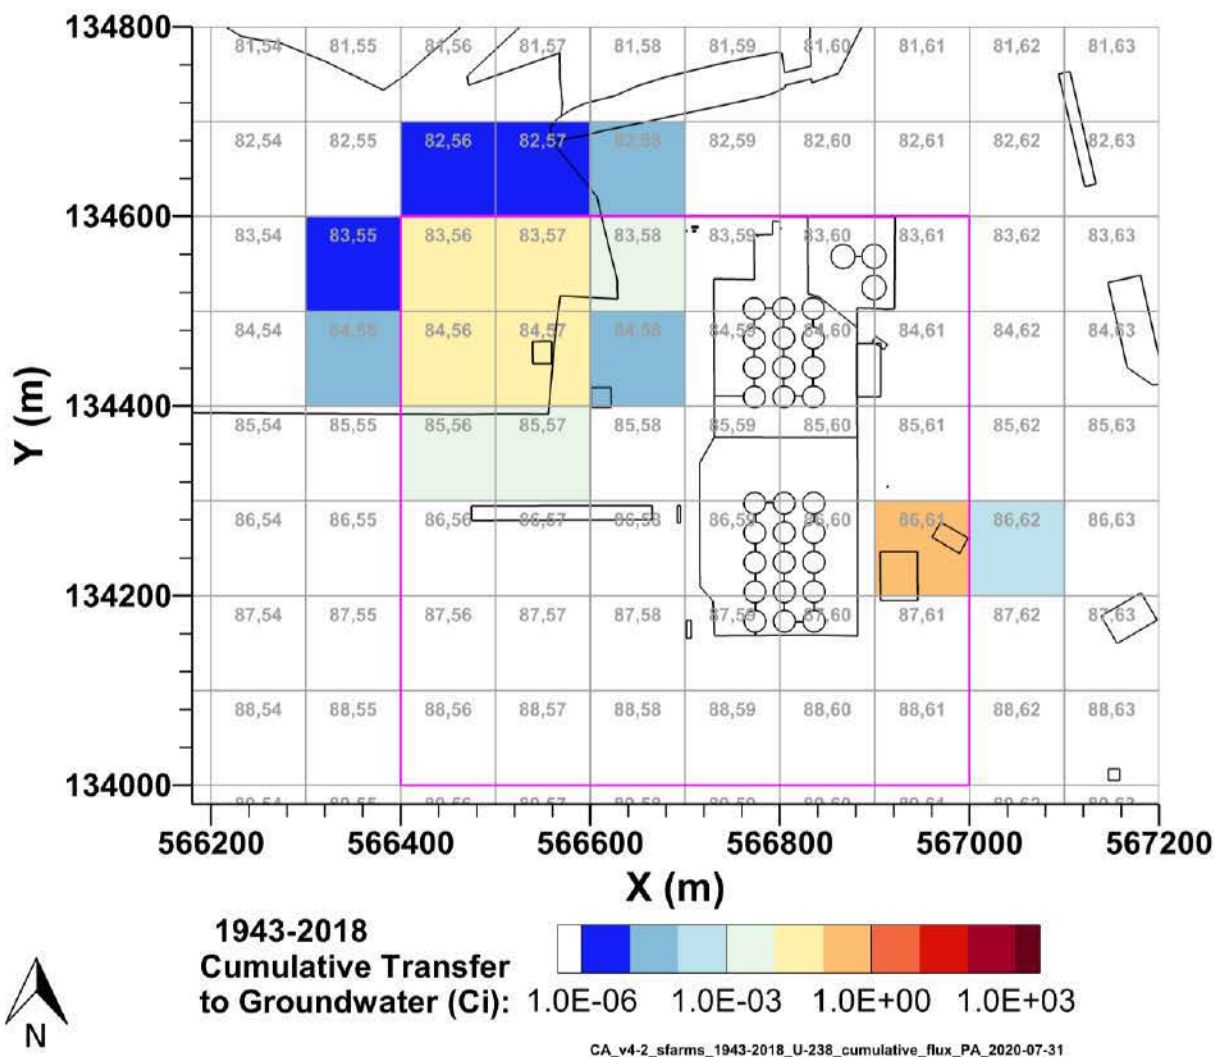 134800
81,54 81,55 81,56 81,57 81,58 81,59 81,60 81,61 81,62 81,63
82,54 82,55 82,56 82,57 82,58 82,59 82,60 82,61 82,62 82,63
134600
83,54 83,55 83,56 83,57 83,58 83,59 83,60 83,61 83,62 83,63
84,54 84,55 84,56 84,57 84,58 84,59 84,60 84,61 84,62 84,63
134400
Y (m)
85,54 85,55 85,56 85,57 85,58 85,59 85,60 85,61 85,62 85,63
86,54 86,55 86,56 86,57 86,58 86,59 86,60 86,61 86,62 86,63
134200
87,54 87,55 87,56 87,57 87,58 87,59 87,60 87,61 87,62 87,63
88,54 88,55 88,56 88,57 88,58 88,59 88,60 88,61 88,62 88,63
134000
566200 566400 566600 566800 567000 567200
X (m)
1943-2018
Cumulative Transfer
to Groundwater (Ci): 1.0E-06 1.0E-03 1.0E+00 1.0E+03
N
CA_v4-2_sfarms_1943-2018_U-238_cumulative_flux_PA_2020-07-31